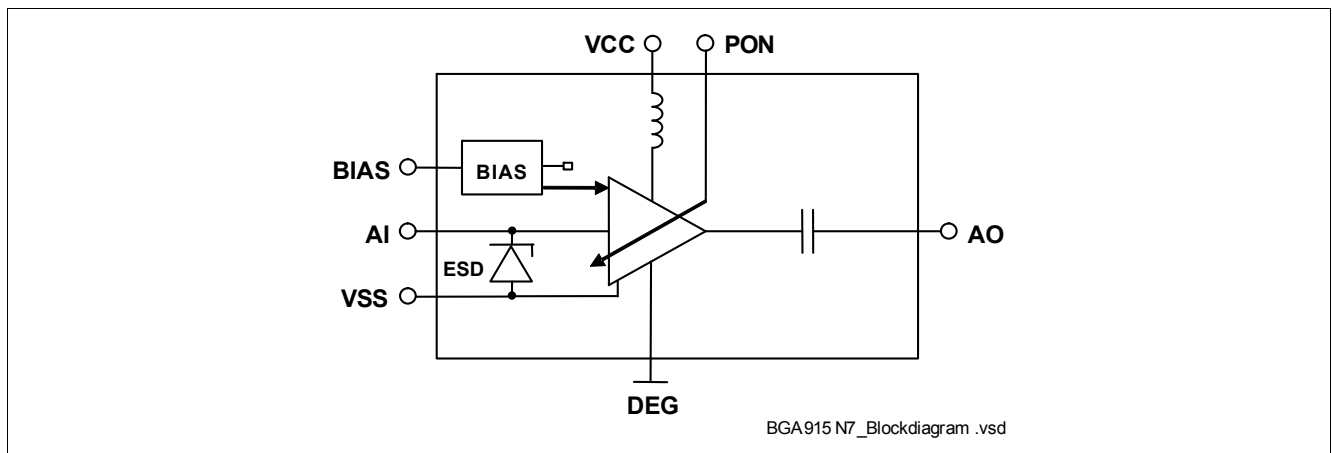 VCC
PON
BIAS
BIAS
AI
ESD
VSS
AO
DEG
BGA915 N7_Blockdiagram .vsd